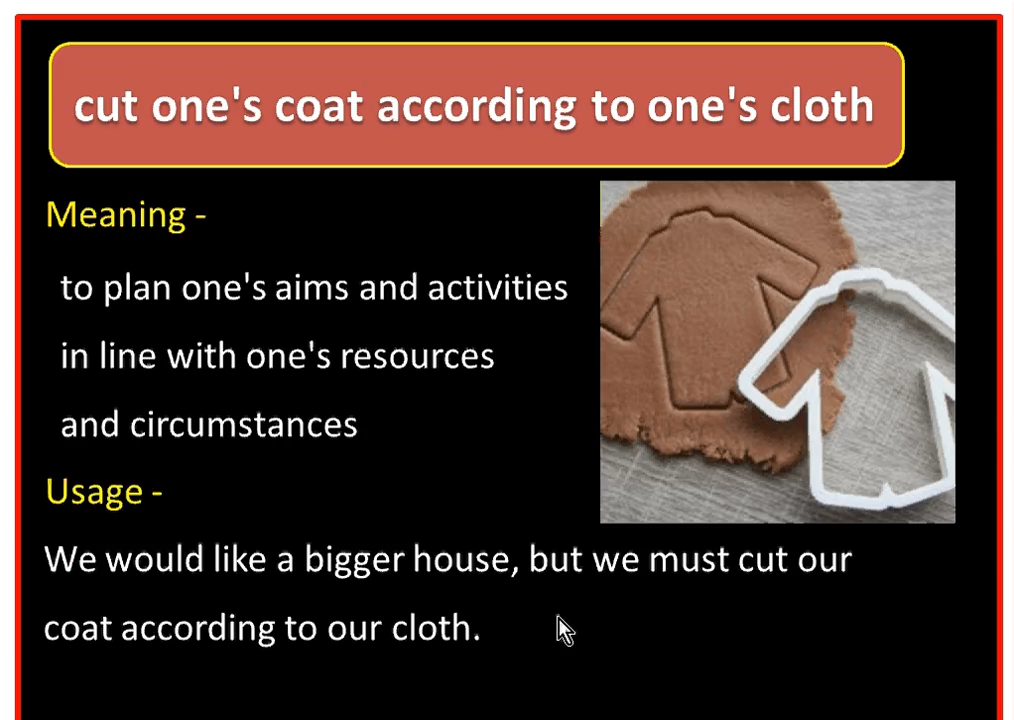 cut one's coat according to one's cloth
Meaning -
to plan one's aims and activities
in line with one's resources
and circumstances
Usage -
We would like a bigger house, but we must cut our
coat according to our cloth.